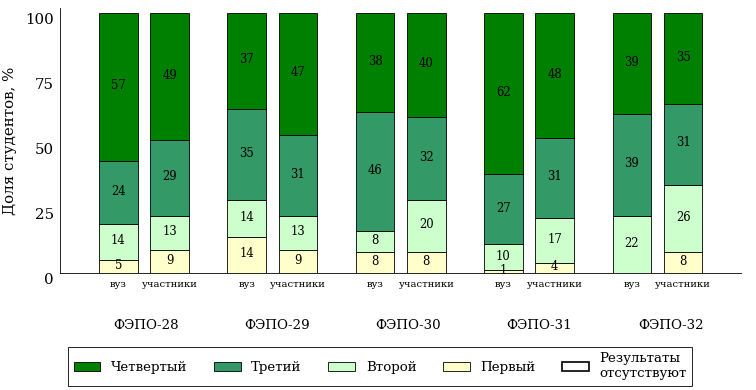 Доля студентов, %
100
75
50
25
0
57 49 37 47 38 40 62 48 39 35
24 29 35 31 46 32 27 31 39 31
14 13 14 13 8 20 10 17 22 26
5 9 14 9 8 8 1 4 8
вуз участники вуз участники вуз участники вуз участники вуз участники
ФЭПО-28 ФЭПО-29 ФЭПО-30 ФЭПО-31 ФЭПО-32
Четвертый Третий Второй Первый Результаты
отсутствуют